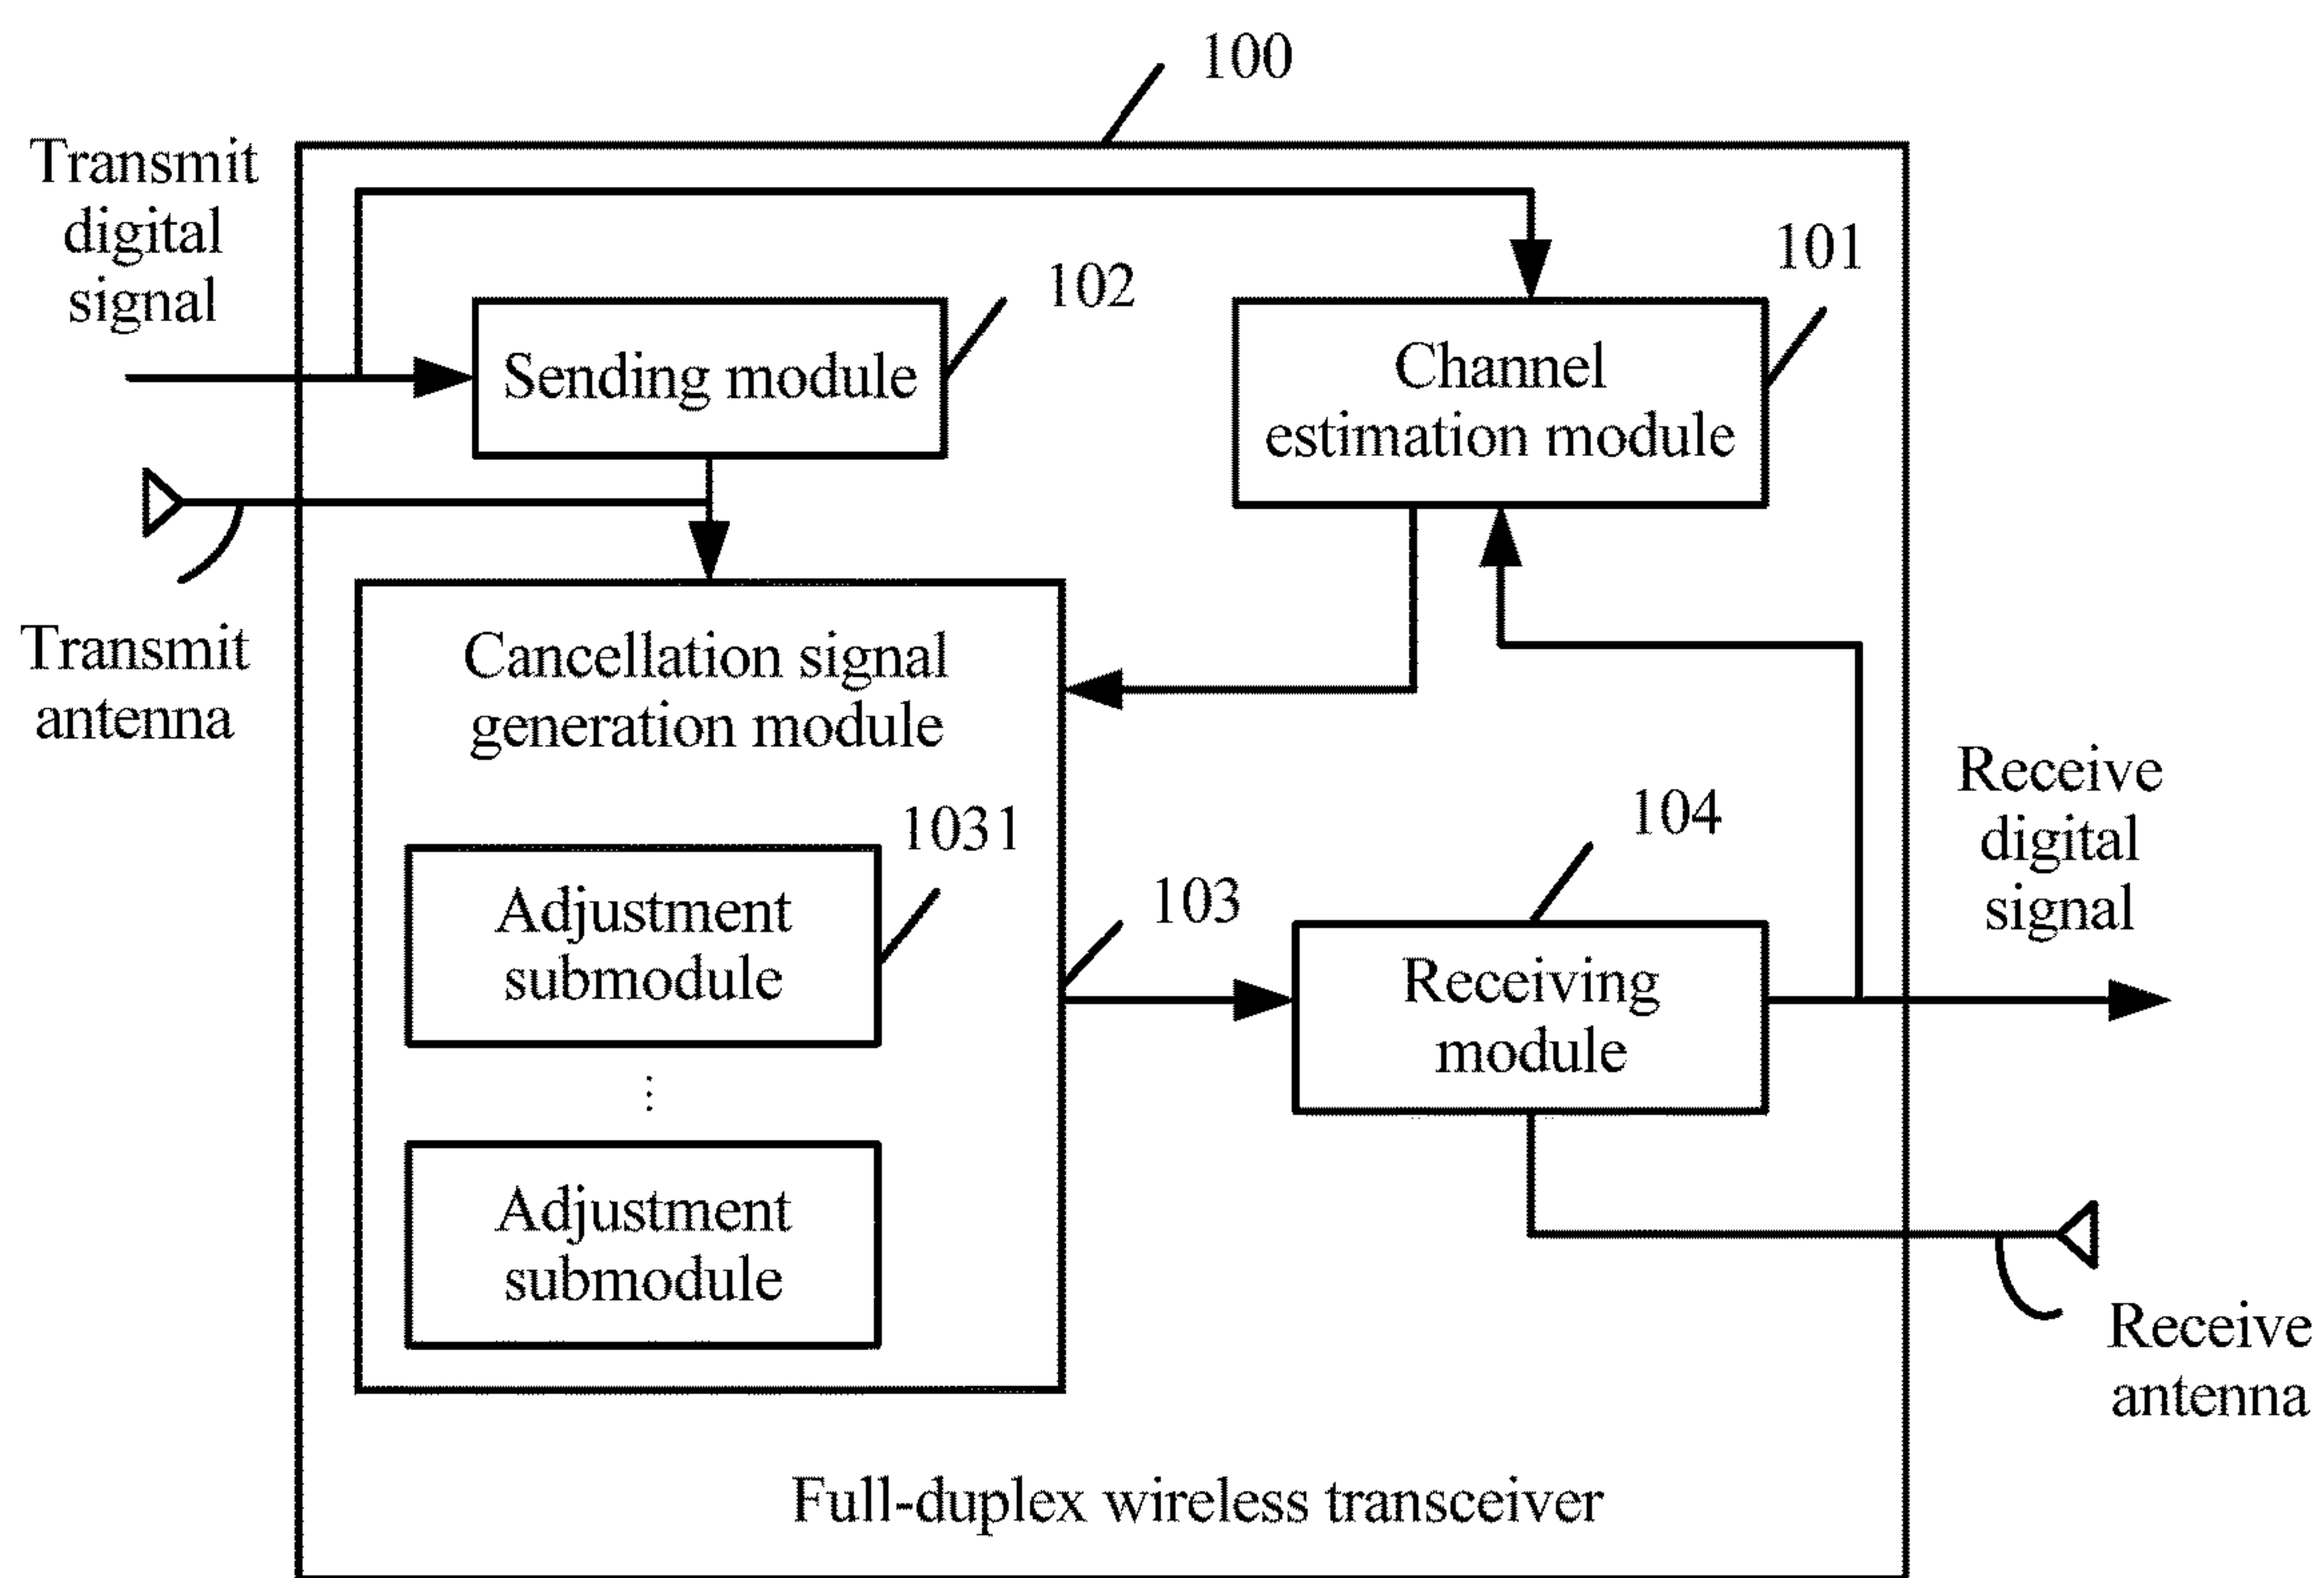 100
Transmit
digital
signal
101
102
Sending module
Channel
estimation module
Transmit
antenna
Cancellation signal
generation module
1031
Adjustment
submodule
⋮
Adjustment
submodule
103
104
Receiving
module
Receive
digital
signal
Receive
antenna
Full-duplex wireless transceiver